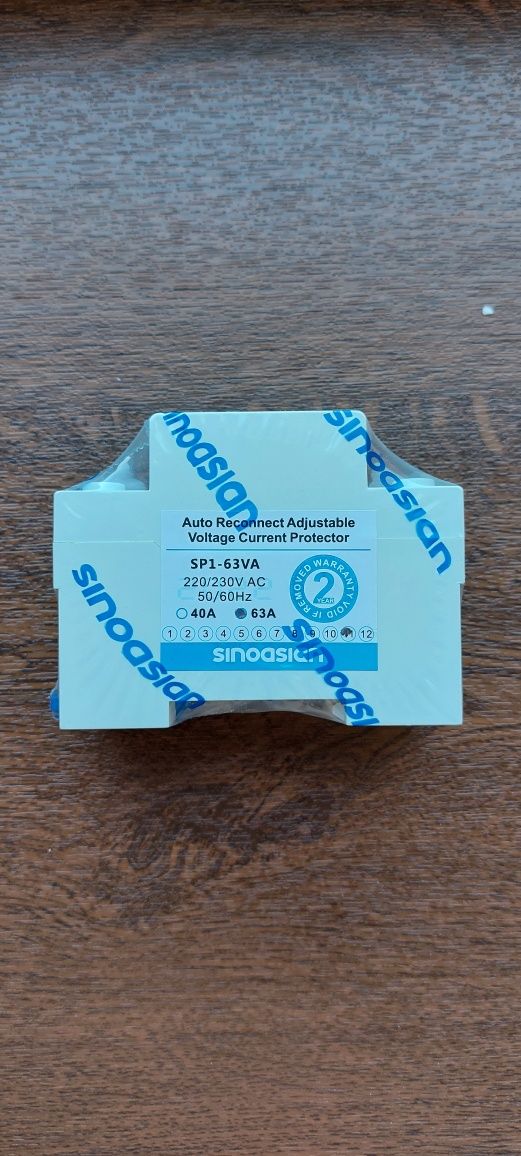 sinoasian
sinoasian
Auto Reconnect Adjustable
Voltage Current Protector
SP1-63VA
220/230V AC
50/60Hz
40A 63A
WARRANTY VOID IF REMOVED
2
YEAR
1 2 3 4 5 6 7 8 9 10 11 12
sinoasian
sinoasian
sinoasian